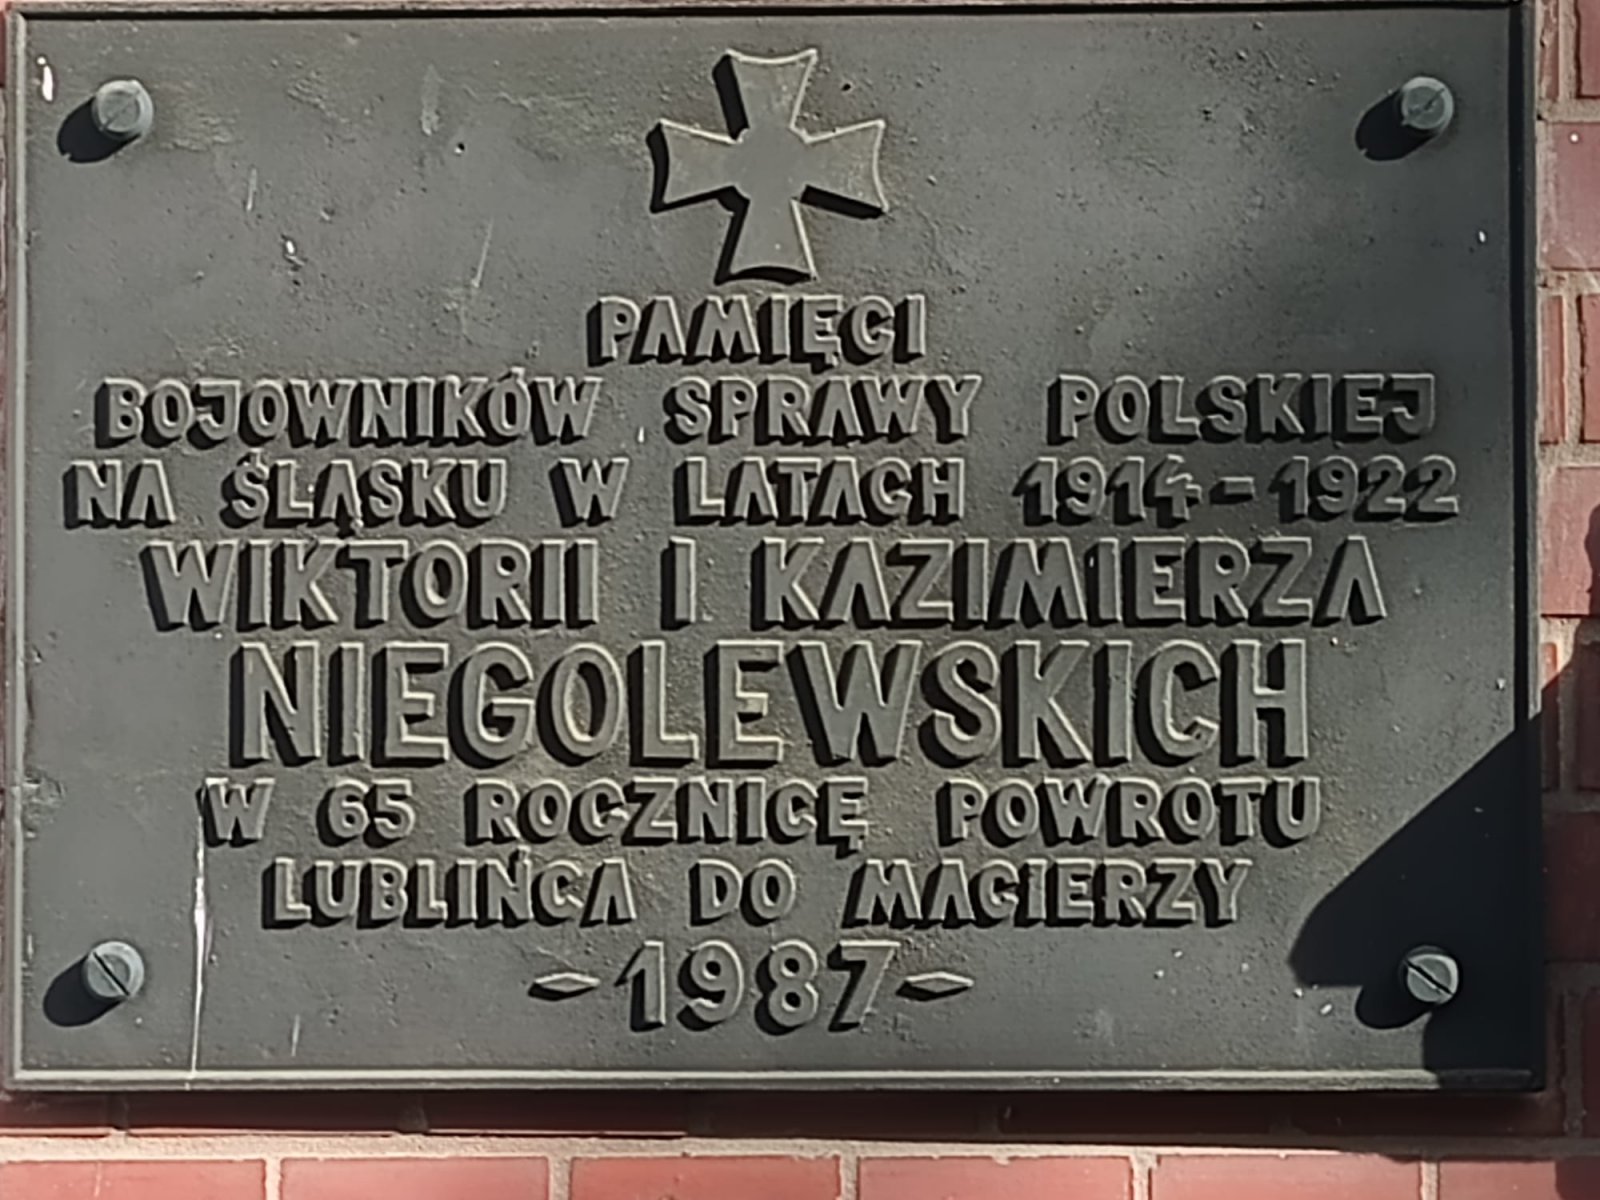 PAMIĘCI
BOJOWNIKÓW SPRAWY POLSKIEJ
NA ŚLĄSKU W LATACH 1914-1922
WIKTORII I KAZIMIERZA
NIEGOLEWSKICH
W 65 ROCZNICĘ POWROTU
LUBLIŃCA DO MACIERZY
-1987-